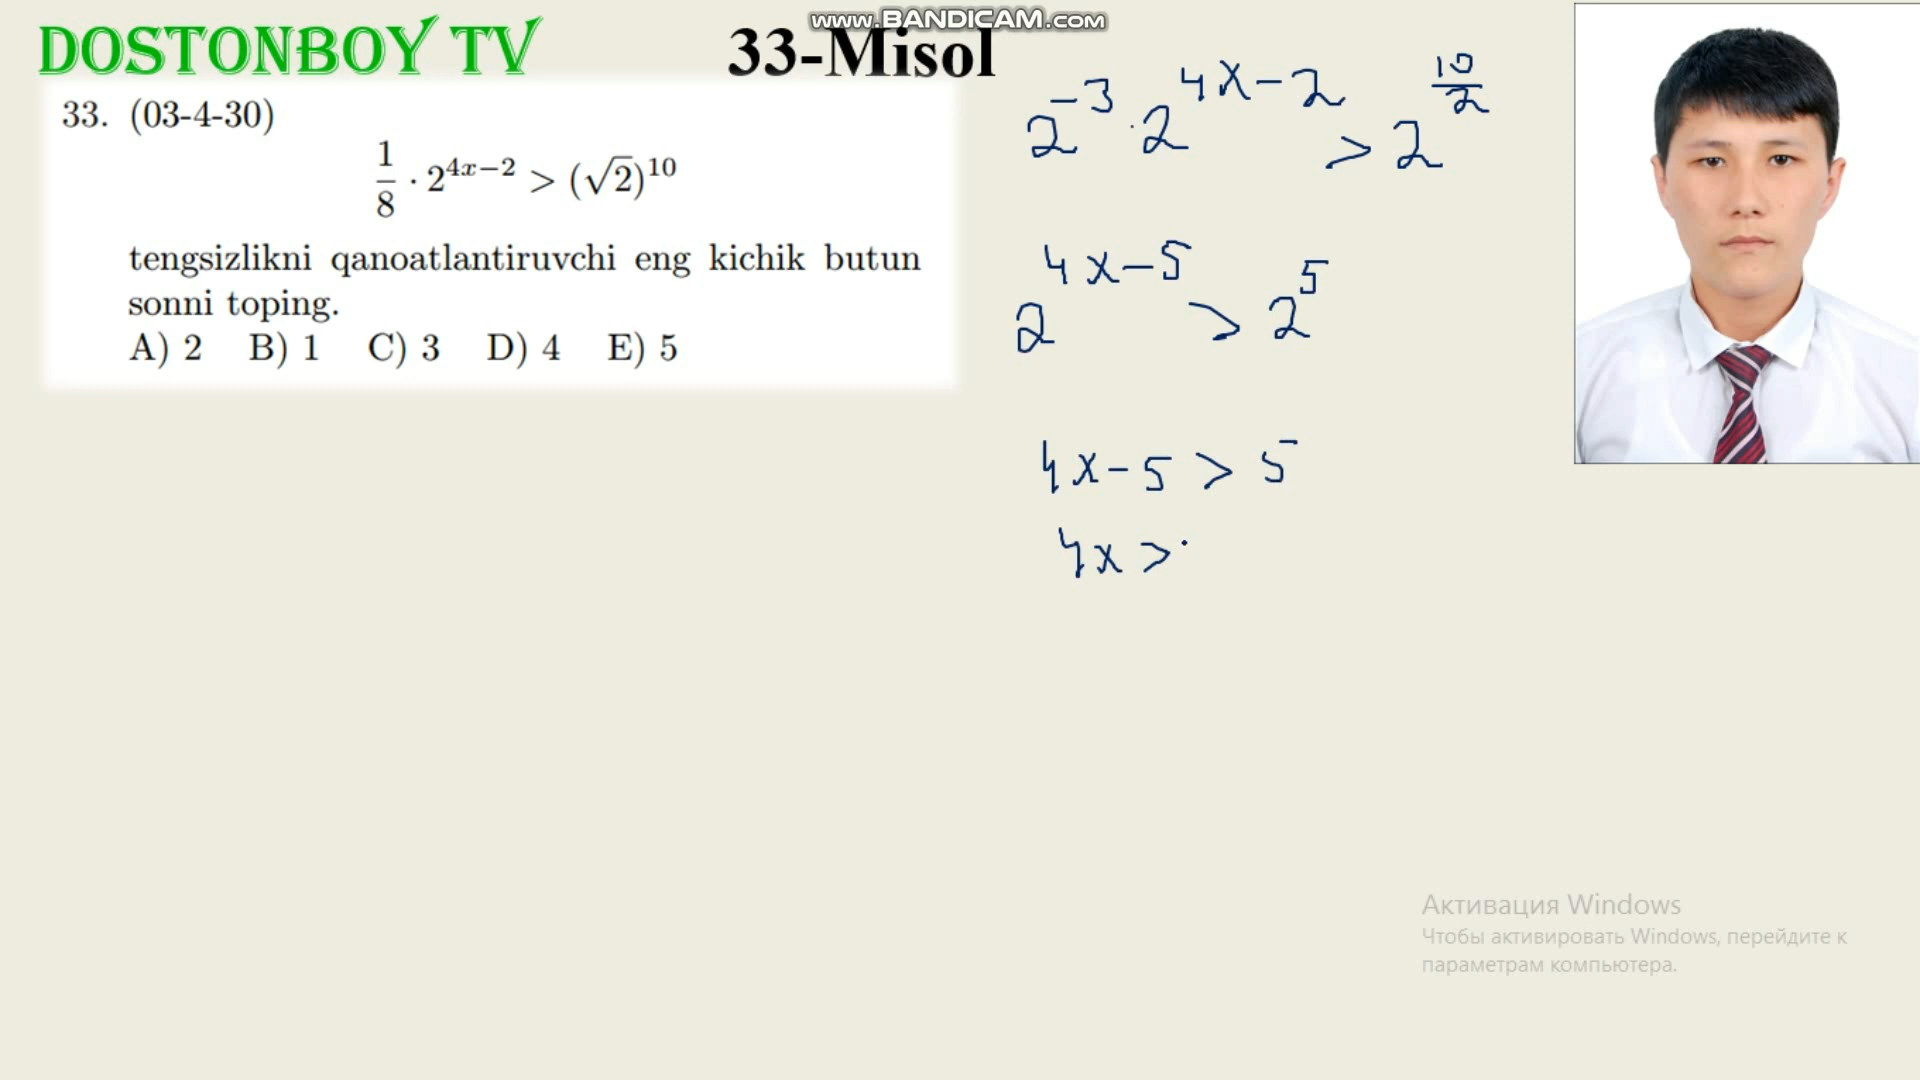 www.BANDICAM.com
DOSTONBOY TV
33-Misol
33. (03-4-30)
1/8 · 2^{4x−2} > (√2)^{10}
tengsizlikni qanoatlantiruvchi eng kichik butun
sonni toping.
A) 2 B) 1 C) 3 D) 4 E) 5
2^{-3} · 2^{4x-2} > 2^{10/2}
2^{4x-5} > 2^{5}
4x-5 > 5
4x >
Активация Windows
Чтобы активировать Windows, перейдите к
параметрам компьютера.